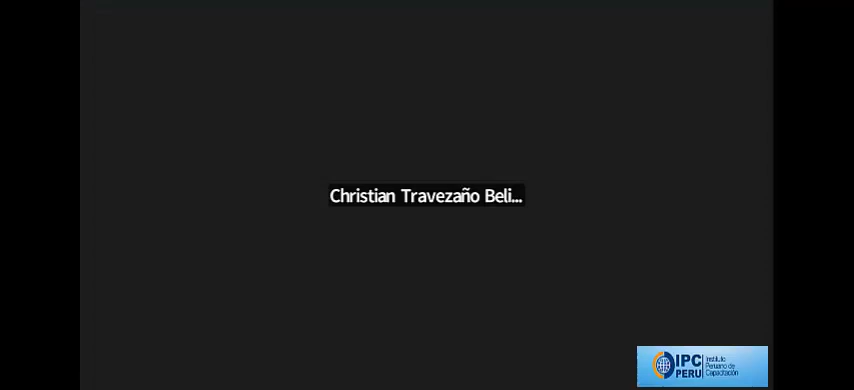 Christian Travezaño Beli...
IPC
PERU
Instituto
Peruano de
Capacitación